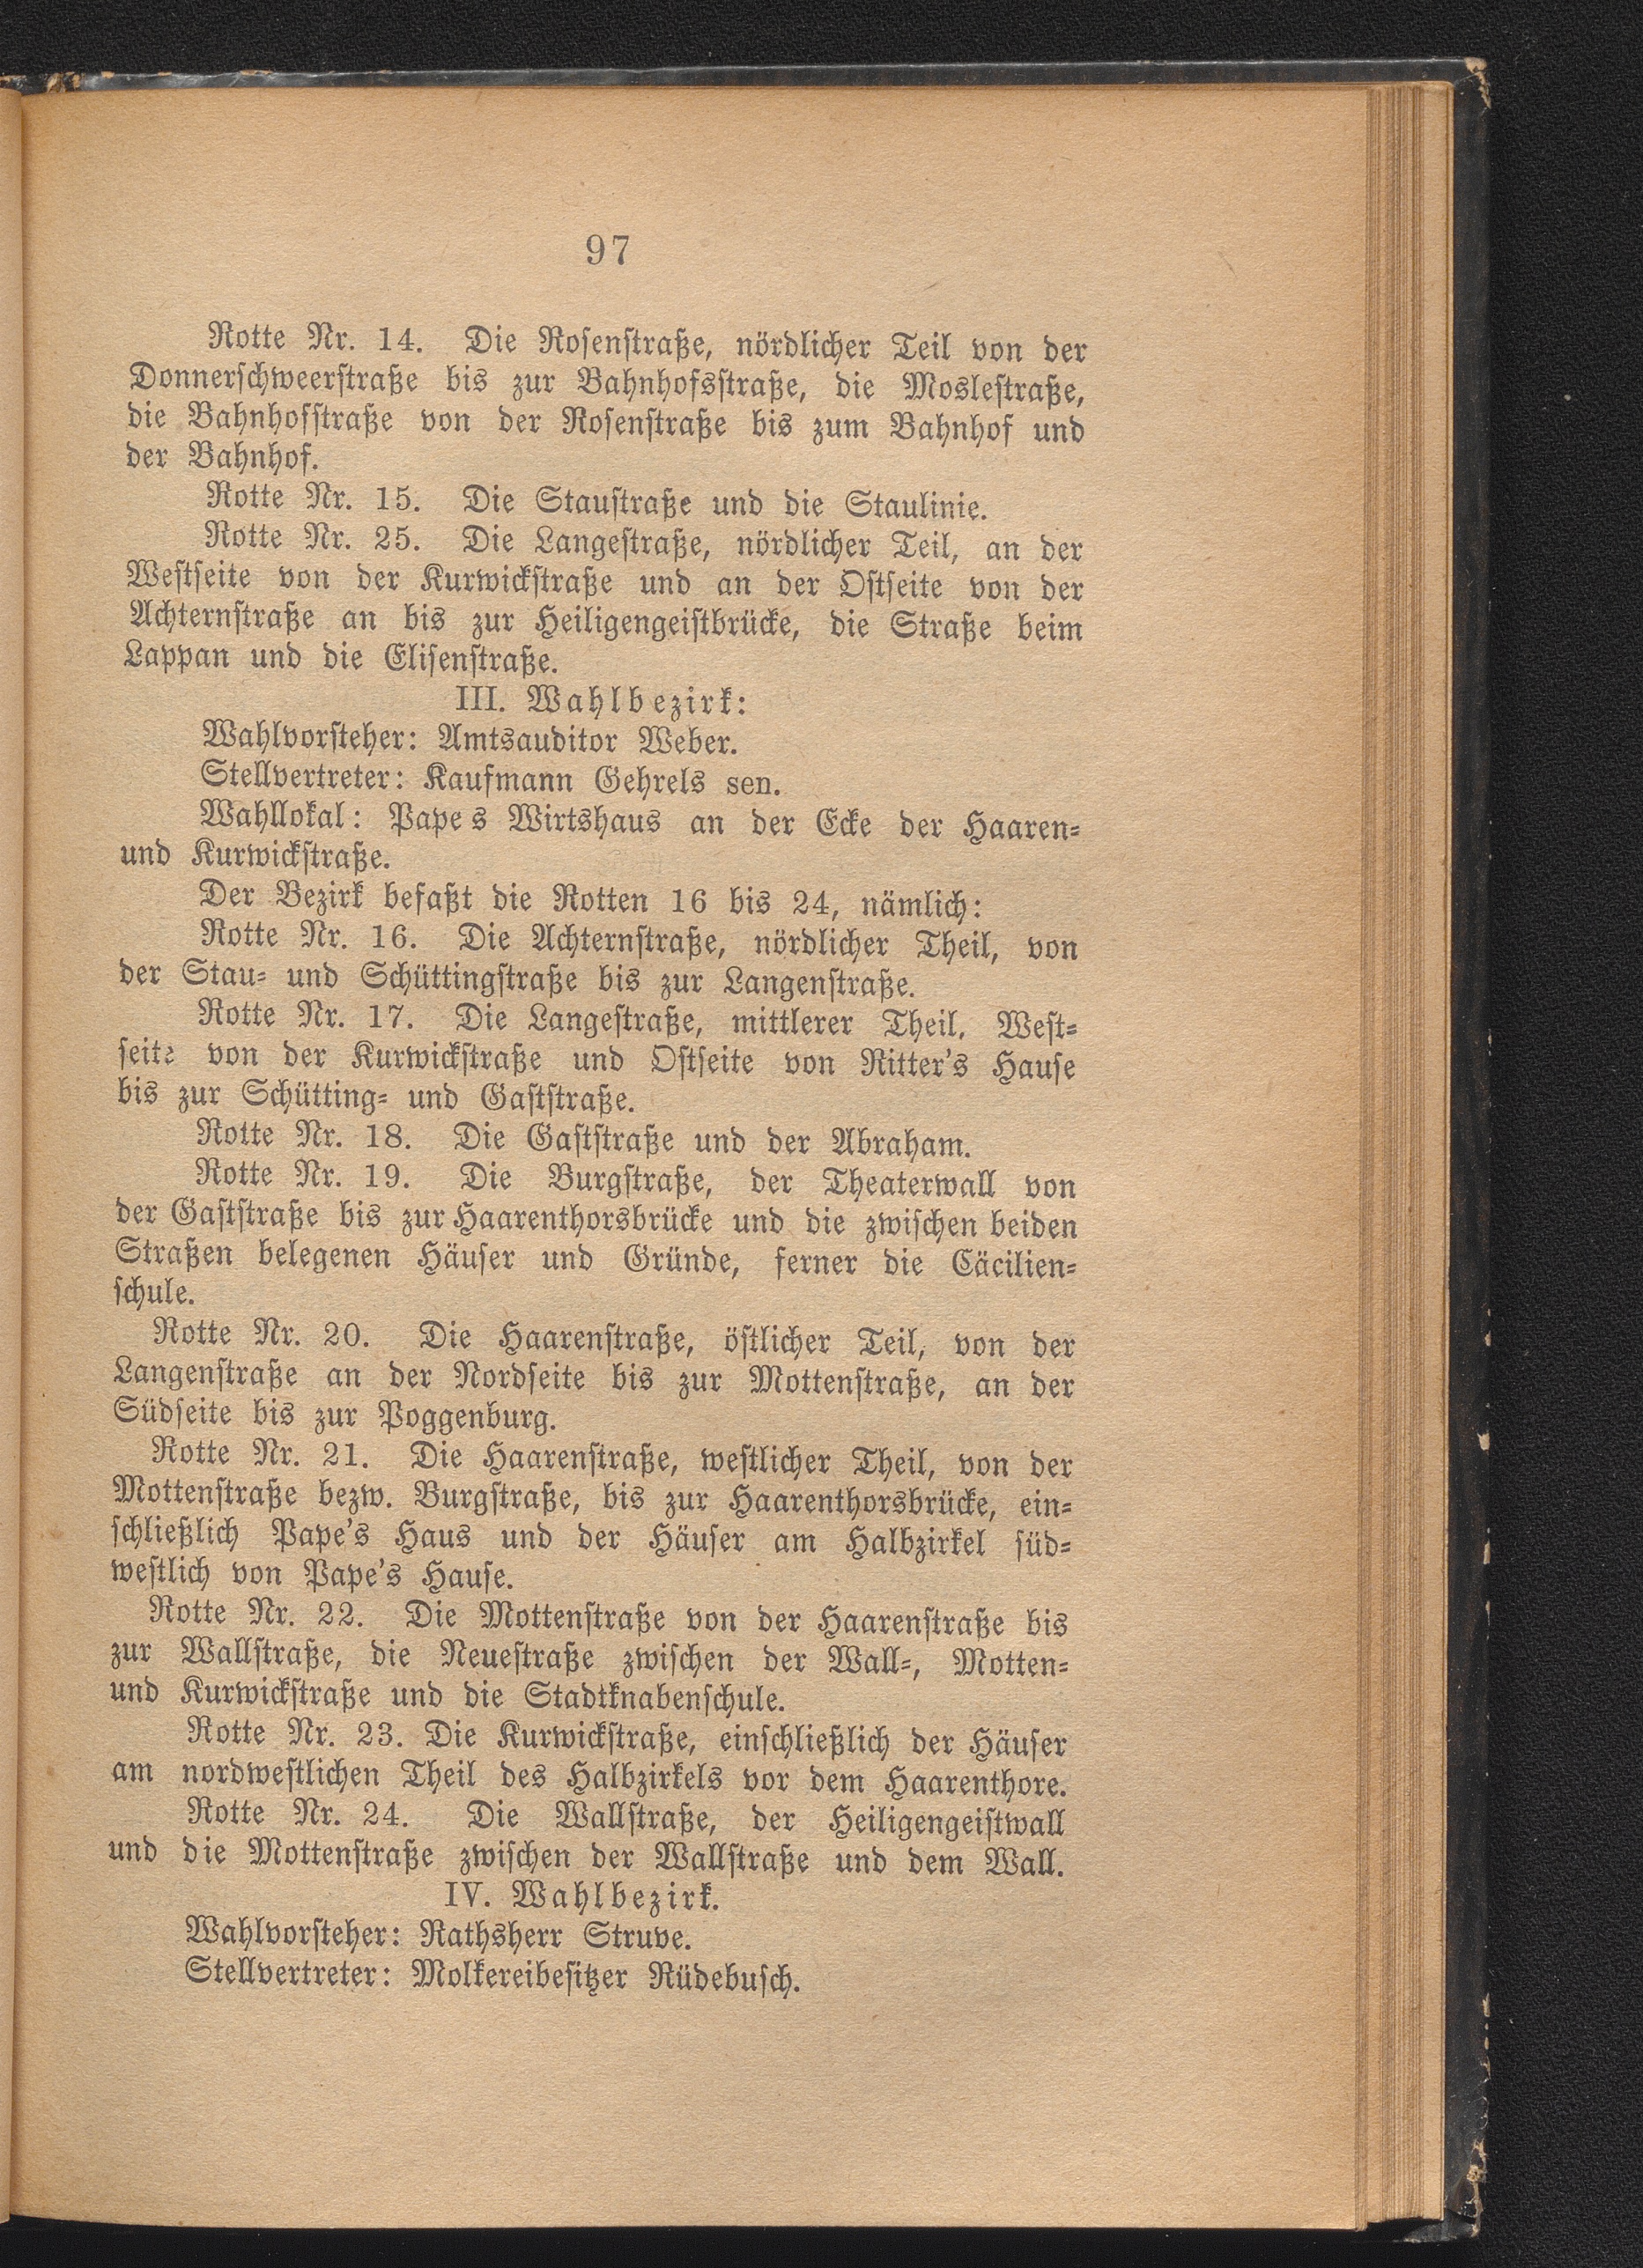 97
Rotte Nr. 14. Die Rosenstraße, nördlicher Teil von der
Donnerschweerstraße bis zur Bahnhofsstraße, die Moslestraße,
die Bahnhofstraße von der Rosenstraße bis zum Bahnhof und
der Bahnhof.
Rotte Nr. 15. Die Staustraße und die Staulinie.
Rotte Nr. 25. Die Langestraße, nördlicher Teil, an der
Westseite von der Kurwickstraße und an der Ostseite von der
Achternstraße an bis zur Heiligengeistbrücke, die Straße beim
Lappan und die Elisenstraße.
III. Wahlbezirk:
Wahlvorsteher: Amtsauditor Weber.
Stellvertreter: Kaufmann Gehrels sen.
Wahllokal: Pape s Wirtshaus an der Ecke der Haaren-
und Kurwickstraße.
Der Bezirk befaßt die Rotten 16 bis 24, nämlich:
Rotte Nr. 16. Die Achternstraße, nördlicher Theil, von
der Stau- und Schüttingstraße bis zur Langenstraße.
Rotte Nr. 17. Die Langestraße, mittlerer Theil, West-
seite von der Kurwickstraße und Ostseite von Ritter's Hause
bis zur Schütting- und Gaststraße.
Rotte Nr. 18. Die Gaststraße und der Abraham.
Rotte Nr. 19. Die Burgstraße, der Theaterwall von
der Gaststraße bis zur Haarenthorsbrücke und die zwischen beiden
Straßen belegenen Häuser und Gründe, ferner die Cäcilien-
schule.
Rotte Nr. 20. Die Haarenstraße, östlicher Teil, von der
Langenstraße an der Nordseite bis zur Mottenstraße, an der
Südseite bis zur Poggenburg.
Rotte Nr. 21. Die Haarenstraße, westlicher Theil, von der
Mottenstraße bezw. Burgstraße, bis zur Haarenthorsbrücke, ein-
schließlich Pape's Haus und der Häuser am Halbzirkel süd-
westlich von Pape's Hause.
Rotte Nr. 22. Die Mottenstraße von der Haarenstraße bis
zur Wallstraße, die Neuestraße zwischen der Wall-, Motten-
und Kurwickstraße und die Stadtknabenschule.
Rotte Nr. 23. Die Kurwickstraße, einschließlich der Häuser
am nordwestlichen Theil des Halbzirkels vor dem Haarenthore.
Rotte Nr. 24. Die Wallstraße, der Heiligengeistwall
und die Mottenstraße zwischen der Wallstraße und dem Wall.
IV. Wahlbezirk.
Wahlvorsteher: Rathsherr Struve.
Stellvertreter: Molkereibesitzer Rüdebusch.